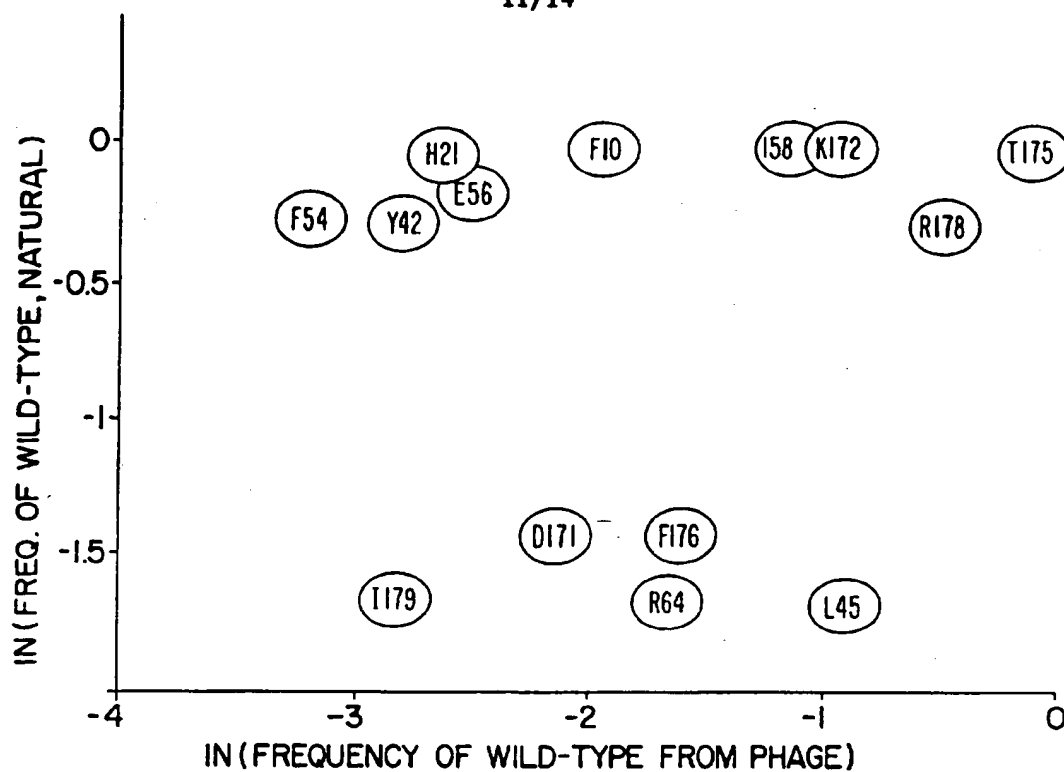 11/14
IN (FREQ. OF WILD-TYPE, NATURAL)
0
-0.5
-1
-1.5
H21
F10
I58
K172
T175
E56
F54
Y42
R178
D171
F176
I179
R64
L45
-4
-3
-2
-1
0
IN (FREQUENCY OF WILD-TYPE FROM PHAGE)